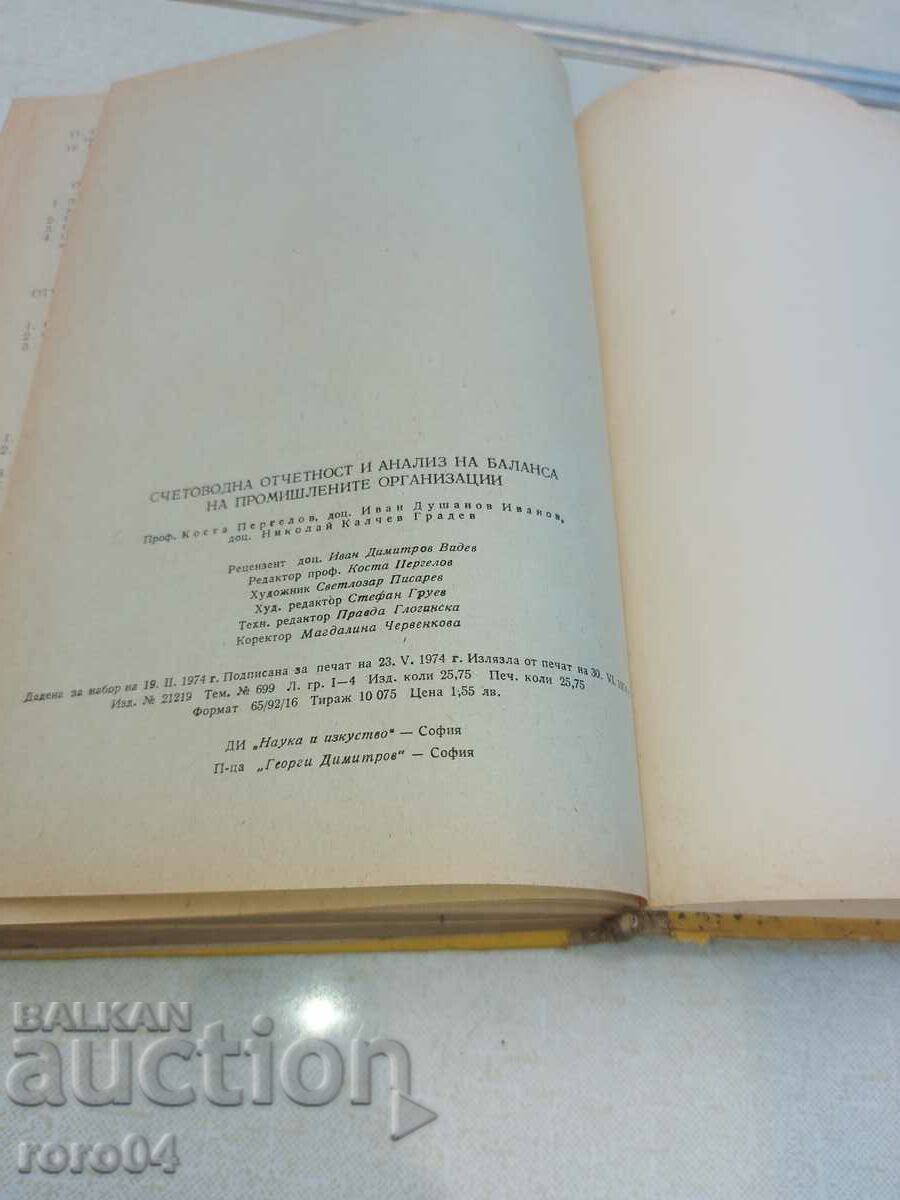 СЧЕТОВОДНА ОТЧЕТНОСТ И АНАЛИЗ НА БАЛАНСА
НА ПРОМИШЛЕНИТЕ ОРГАНИЗАЦИИ
Проф. Коста Пергелов, доц. Иван Душанов Иванов,
доц. Николай Калчев Градев
Рецензент доц. Иван Димитров Видев
Редактор проф. Коста Пергелов
Художник Светлозар Писарев
Худ. редактор Стефан Груев
Техн. редактор Правда Глогинска
Коректор Магдалина Червенкова
Дадена за набор на 19. II. 1974 г. Подписана за печат на 23. V. 1974 г. Излязла от печат на 30. VI.
Изд. № 21219 Тем. № 699 Л. гр. I—4 Изд. коли 25,75 Печ. коли 25,75
Формат 65/92/16 Тираж 10 075 Цена 1,55 лв.
ДИ „Наука и изкуство“ — София
П-ца „Георги Димитров“ — София
BALKAN
auction
roro04